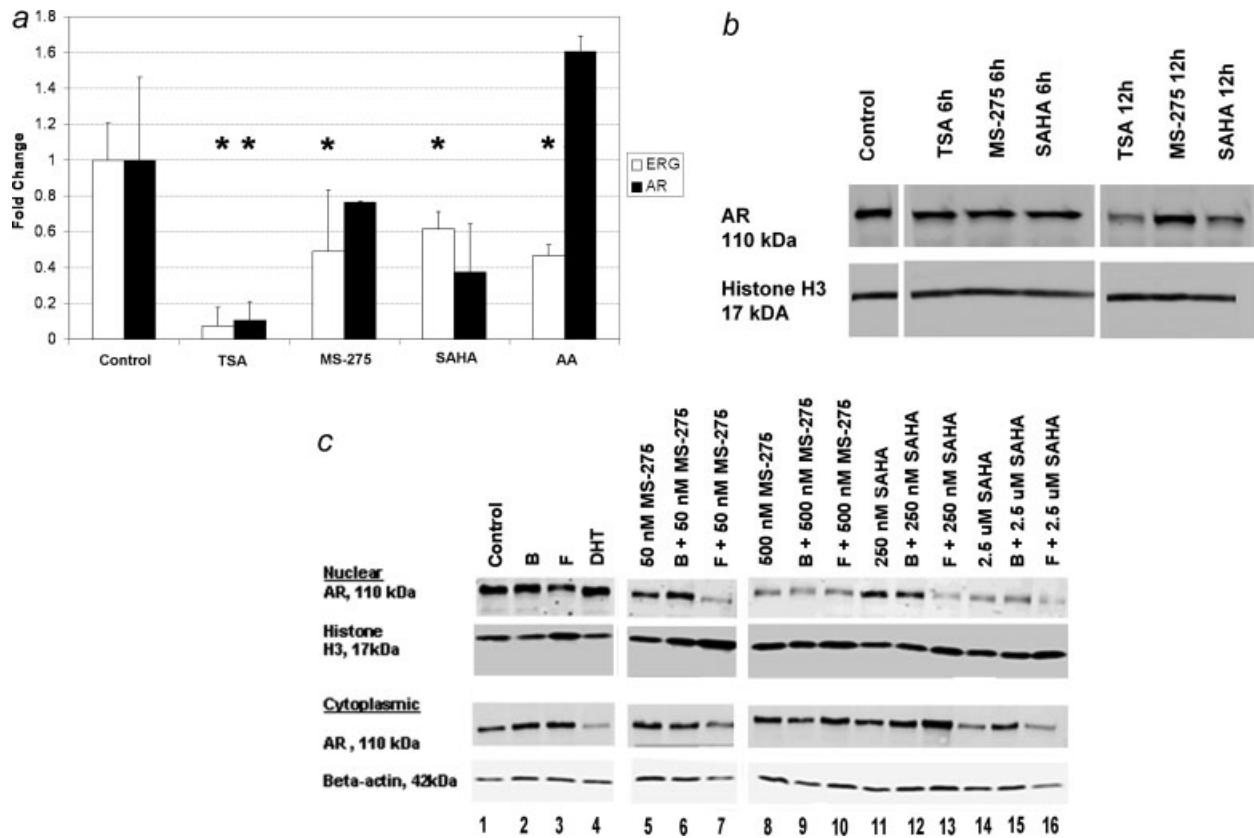 a
1.8
1.6
1.4
1.2
1
0.8
0.6
0.4
0.2
0
Fold Change
* * * * *
Control TSA MS-275 SAHA AA
ERG
AR
b
Control
TSA 6h
MS-275 6h
SAHA 6h
TSA 12h
MS-275 12h
SAHA 12h
AR
110 kDa
Histone H3
17 kDA
c
Control
B
F
DHT
50 nM MS-275
B + 50 nM MS-275
F + 50 nM MS-275
500 nM MS-275
B + 500 nM MS-275
F + 500 nM MS-275
250 nM SAHA
B + 250 nM SAHA
F + 250 nM SAHA
2.5 uM SAHA
B + 2.5 uM SAHA
F + 2.5 uM SAHA
Nuclear
AR, 110 kDa
Histone
H3, 17kDa
Cytoplasmic
AR , 110 kDa
Beta-actin, 42kDa
1 2 3 4 5 6 7 8 9 10 11 12 13 14 15 16